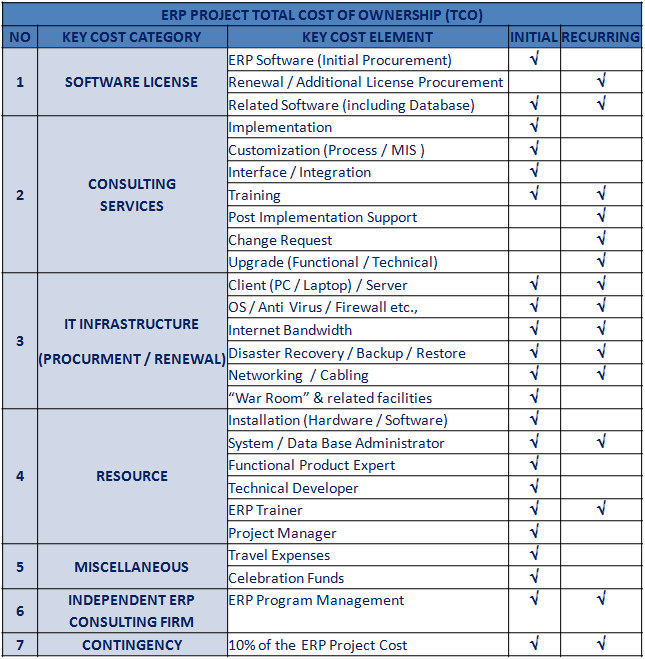 ERP PROJECT TOTAL COST OF OWNERSHIP (TCO)
NO KEY COST CATEGORY KEY COST ELEMENT INITIAL RECURRING
1 SOFTWARE LICENSE
ERP Software (Initial Procurement) √
Renewal / Additional License Procurement √
Related Software (including Database) √ √
2 CONSULTING
SERVICES
Implementation √
Customization (Process / MIS ) √
Interface / Integration √
Training √ √
Post Implementation Support √
Change Request √
Upgrade (Functional / Technical) √
3 IT INFRASTRUCTURE
(PROCURMENT / RENEWAL)
Client (PC / Laptop) / Server √ √
OS / Anti Virus / Firewall etc., √ √
Internet Bandwidth √ √
Disaster Recovery / Backup / Restore √ √
Networking / Cabling √ √
“War Room” & related facilities √
4 RESOURCE
Installation (Hardware / Software) √
System / Data Base Administrator √ √
Functional Product Expert √
Technical Developer √
ERP Trainer √ √
Project Manager √
5 MISCELLANEOUS
Travel Expenses √
Celebration Funds √
6 INDEPENDENT ERP
CONSULTING FIRM
ERP Program Management √ √
7 CONTINGENCY 10% of the ERP Project Cost √ √